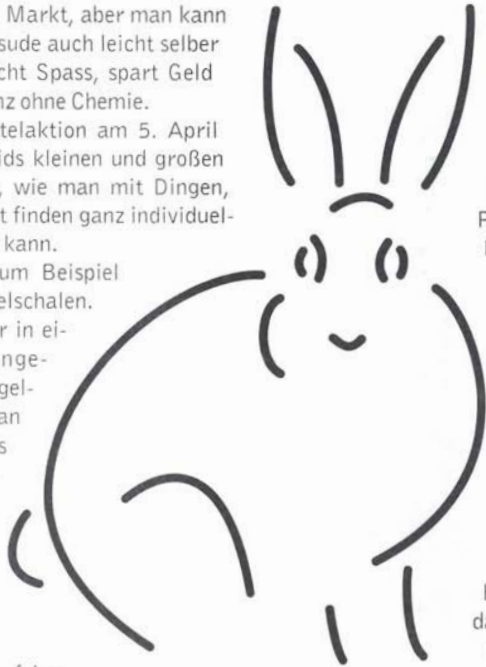 Markt, aber man kann
sude auch leicht selber
cht Spass, spart Geld
nz ohne Chemie.
telaktion am 5. April
ids kleinen und großen
, wie man mit Dingen,
t finden ganz individuel-
kann.
um Beispiel
elschalen.
r in ei-
nge-
gel-
an
s
da